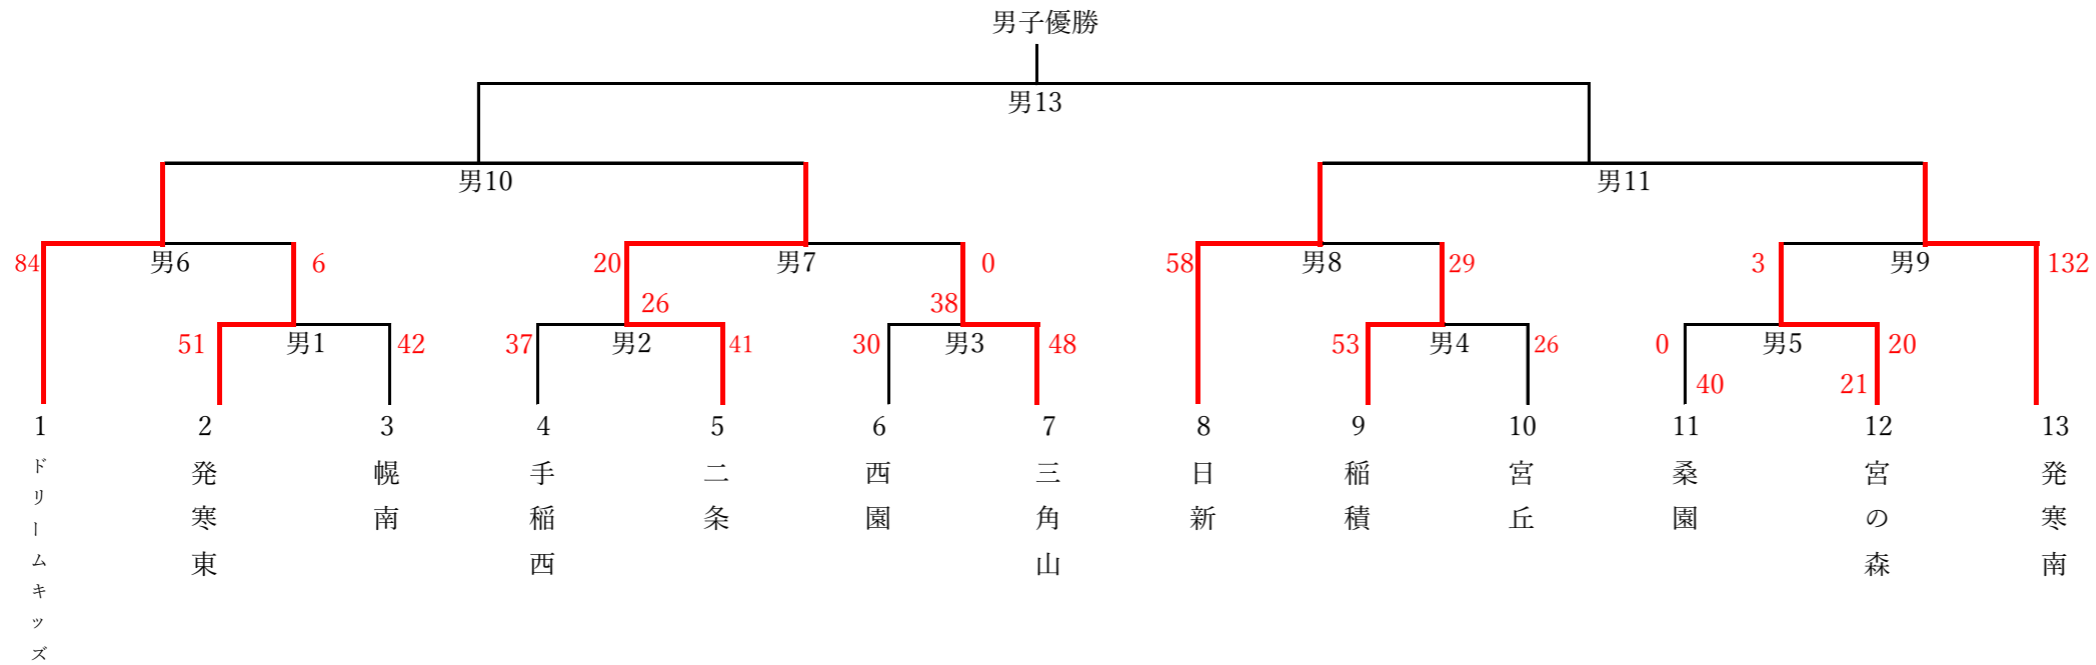 男子優勝
男13
男10
男11
84
男6
6
20
男7
0
58
男8
29
3
男9
132
26
38
51
男1
42
37
男2
41
30
男3
48
53
男4
26
0
男5
20
40
21
1
2
3
4
5
6
7
8
9
10
11
12
13
ドリームキッズ
発寒東
幌南
手稲西
二条
西園
三角山
日新
稲積
宮丘
桑園
宮の森
発寒南